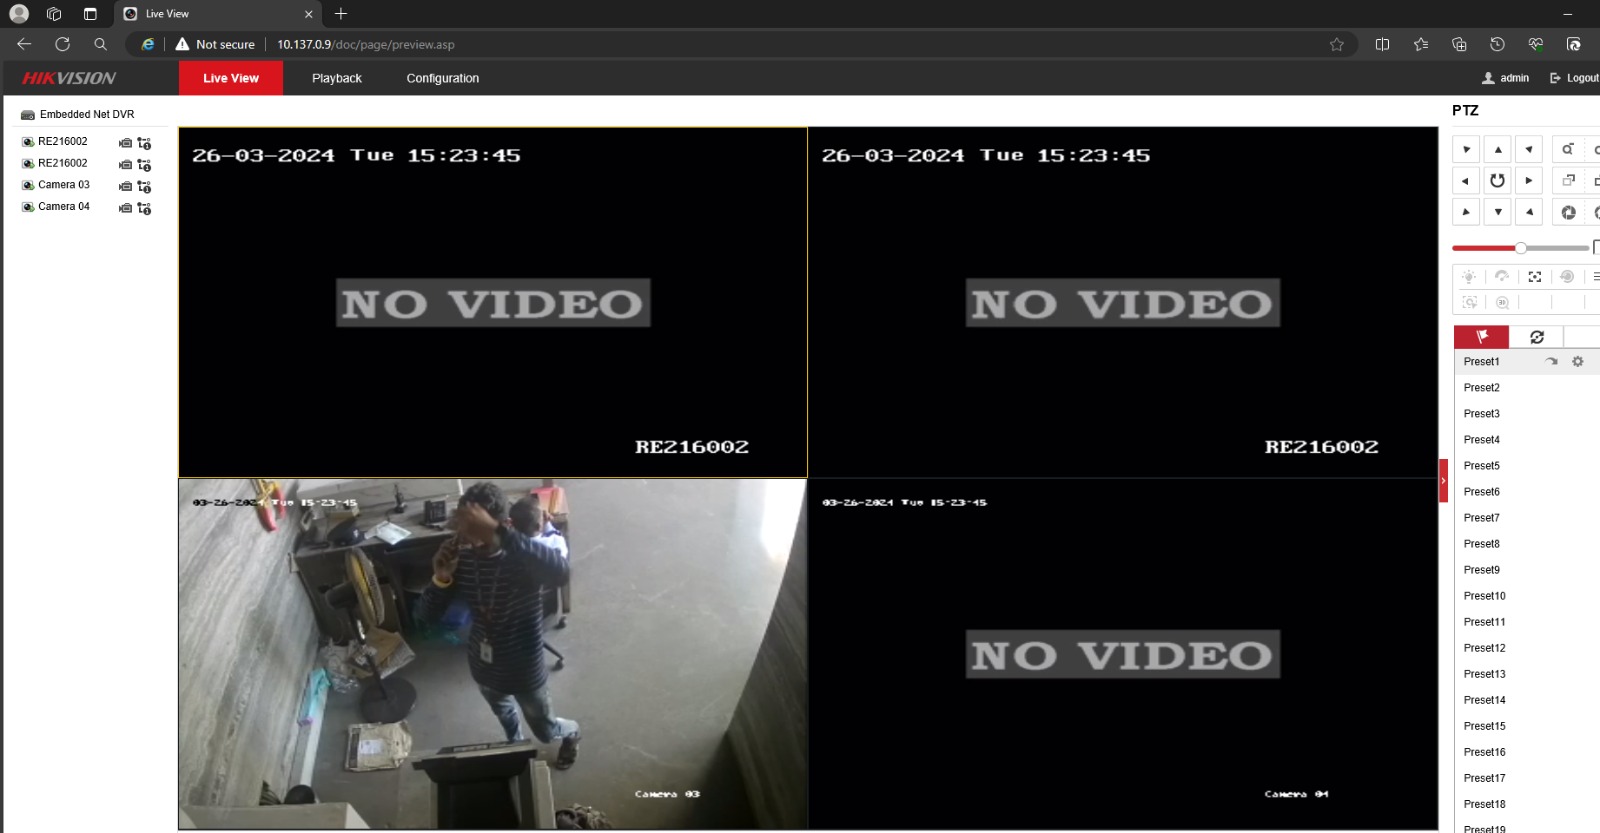 Live View
Not secure
10.137.0.9/doc/page/preview.asp
HIKVISION
Live View
Playback
Configuration
admin
Logout
Embedded Net DVR
RE216002
RE216002
Camera 03
Camera 04
26-03-2024 Tue 15:23:45
NO VIDEO
RE216002
26-03-2024 Tue 15:23:45
NO VIDEO
RE216002
03-26-2024 Tue 15:23:45
Camera 03
03-26-2024 Tue 15:23:45
NO VIDEO
Camera 04
PTZ
Preset1
Preset2
Preset3
Preset4
Preset5
Preset6
Preset7
Preset8
Preset9
Preset10
Preset11
Preset12
Preset13
Preset14
Preset15
Preset16
Preset17
Preset18
Preset19